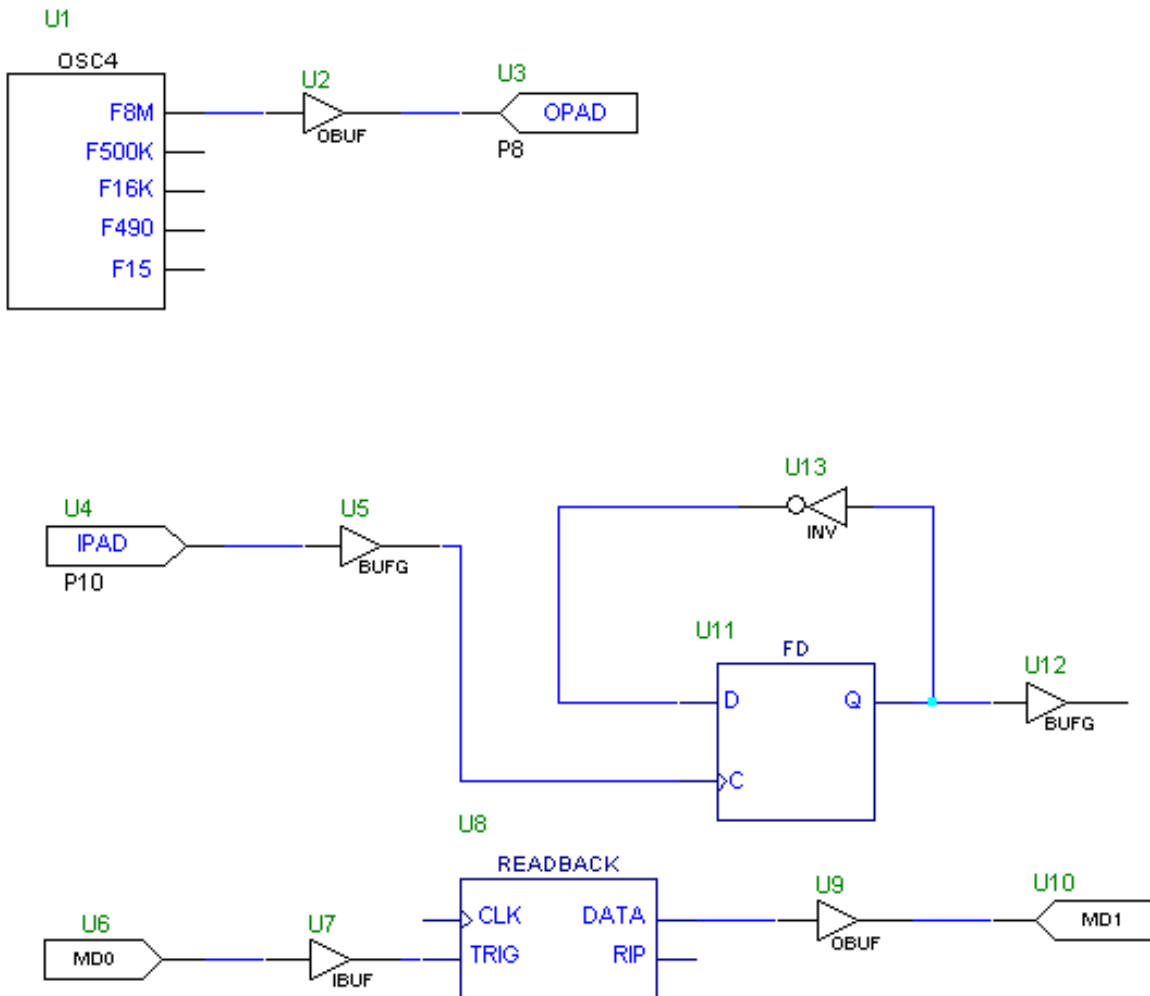 U1
OSC4
F8M
F500K
F16K
F490
F15
U2
OBUF
U3
OPAD
P8
U4
IPAD
P10
U5
BUFG
U13
INV
U11
FD
D
Q
C
U12
BUFG
U8
READBACK
CLK
DATA
TRIG
RIP
U6
MD0
U7
IBUF
U9
OBUF
U10
MD1